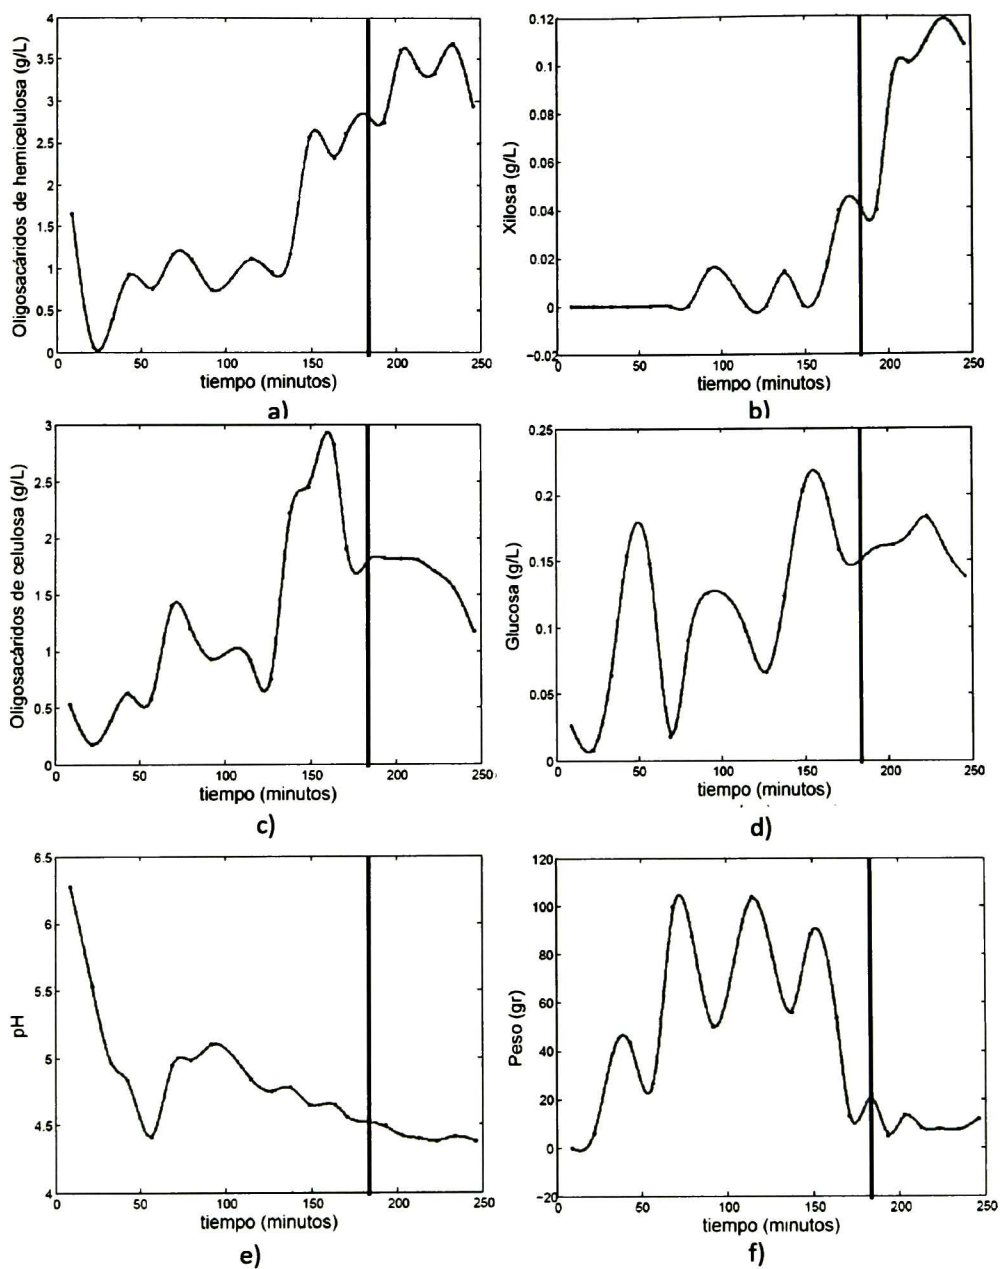 Oligosacáridos de hemicelulosa (g/L)
4
3.5
3
2.5
2
1.5
1
0.5
0
0 50 100 150 200 250
tiempo (minutos)
a)
Xilosa (g/L)
0.12
0.1
0.08
0.06
0.04
0.02
0
-0.02
0 50 100 150 200 250
tiempo (minutos)
b)
Oligosacáridos de celulosa (g/L)
3
2.5
2
1.5
1
0.5
0
0 50 100 150 200 250
tiempo (minutos)
c)
Glucosa (g/L)
0.25
0.2
0.15
0.1
0.05
0
0 50 100 150 200 250
tiempo (minutos)
d)
pH
6.5
6
5.5
5
4.5
4
0 50 100 150 200 250
tiempo (minutos)
e)
Peso (gr)
120
100
80
60
40
20
0
-20
0 50 100 150 200 250
tiempo (minutos)
f)